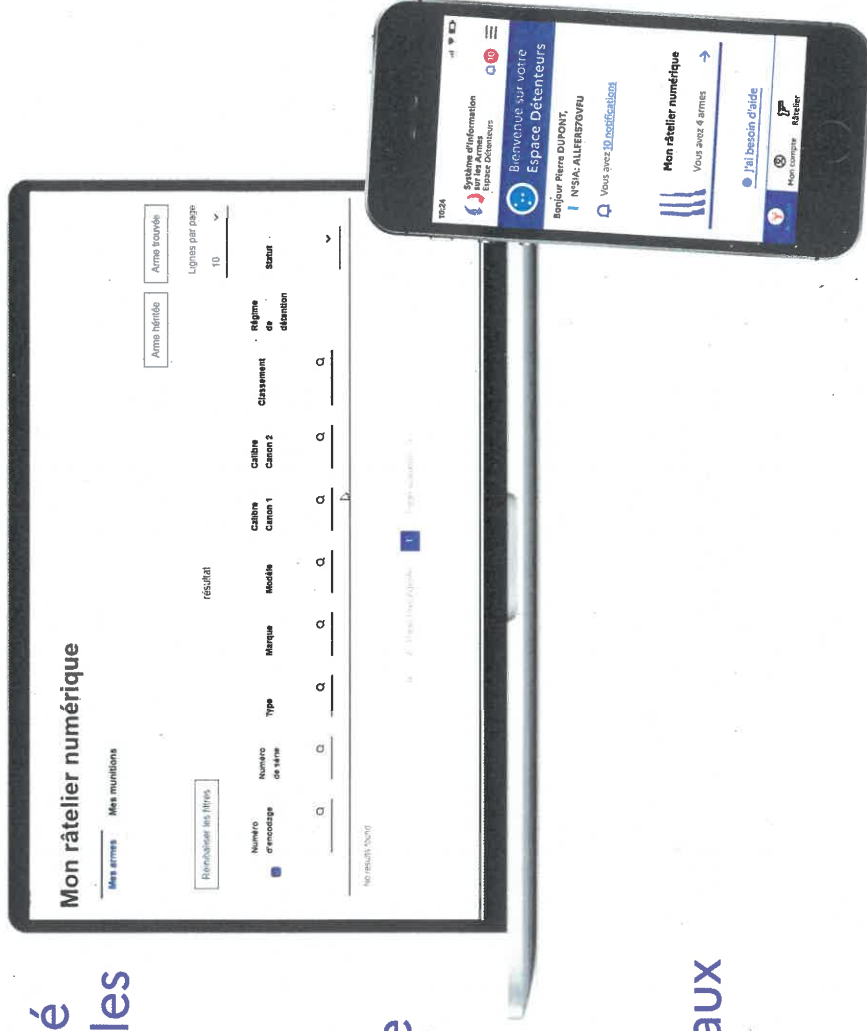 é
les
e
aux
Mon râtelier numérique
Mes armes Mes munitions
Arme héritée Arme trouvée
Réinitialiser les filtres
résultat
Lignes par page
10
Numéro d'encodage
Numéro de série
Type
Marque
Modèle
Calibre Canon 1
Calibre Canon 2
Classement
Régime de détention
Statut
No results found
1
10:24
Système d'Information
sur les Armes
Espace Détenteurs
10
Bienvenue sur votre
Espace Détenteurs
Bonjour Pierre DUPONT,
N°SIA: ALLFER57GVFU
Vous avez 10 notifications
Mon râtelier numérique
Vous avez 4 armes
J'ai besoin d'aide
Mon compte
Râtelier